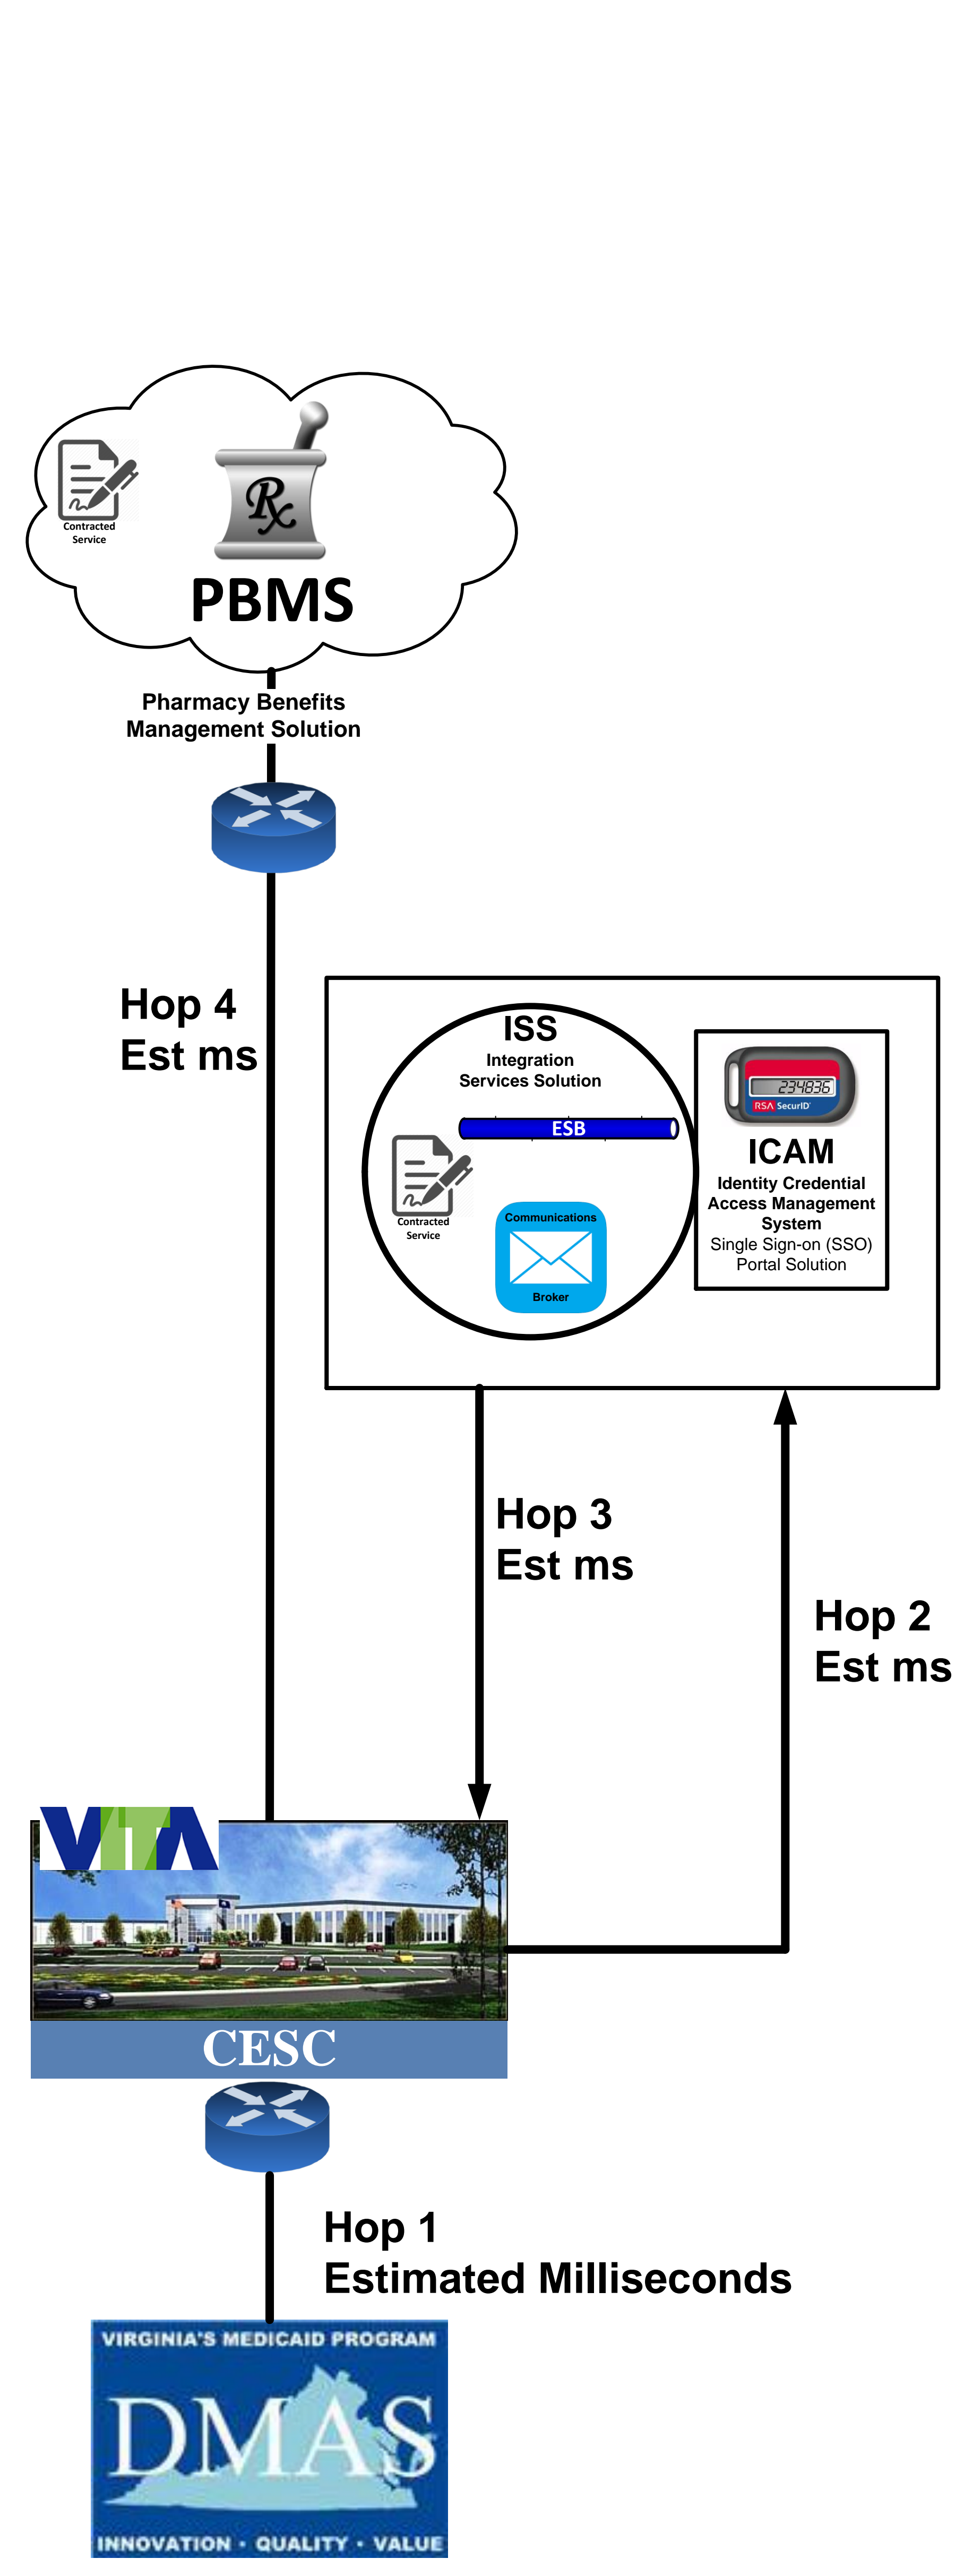 Rx
Contracted
Service
PBMS
Pharmacy Benefits
Management Solution
Hop 4
Est ms
ISS
Integration
Services Solution
ESB
Contracted
Service
Communications
Broker
234836
RSA SecurID
ICAM
Identity Credential
Access Management
System
Single Sign-on (SSO)
Portal Solution
Hop 3
Est ms
Hop 2
Est ms
VITA
CESC
Hop 1
Estimated Milliseconds
VIRGINIA'S MEDICAID PROGRAM
DMAS
INNOVATION · QUALITY · VALUE